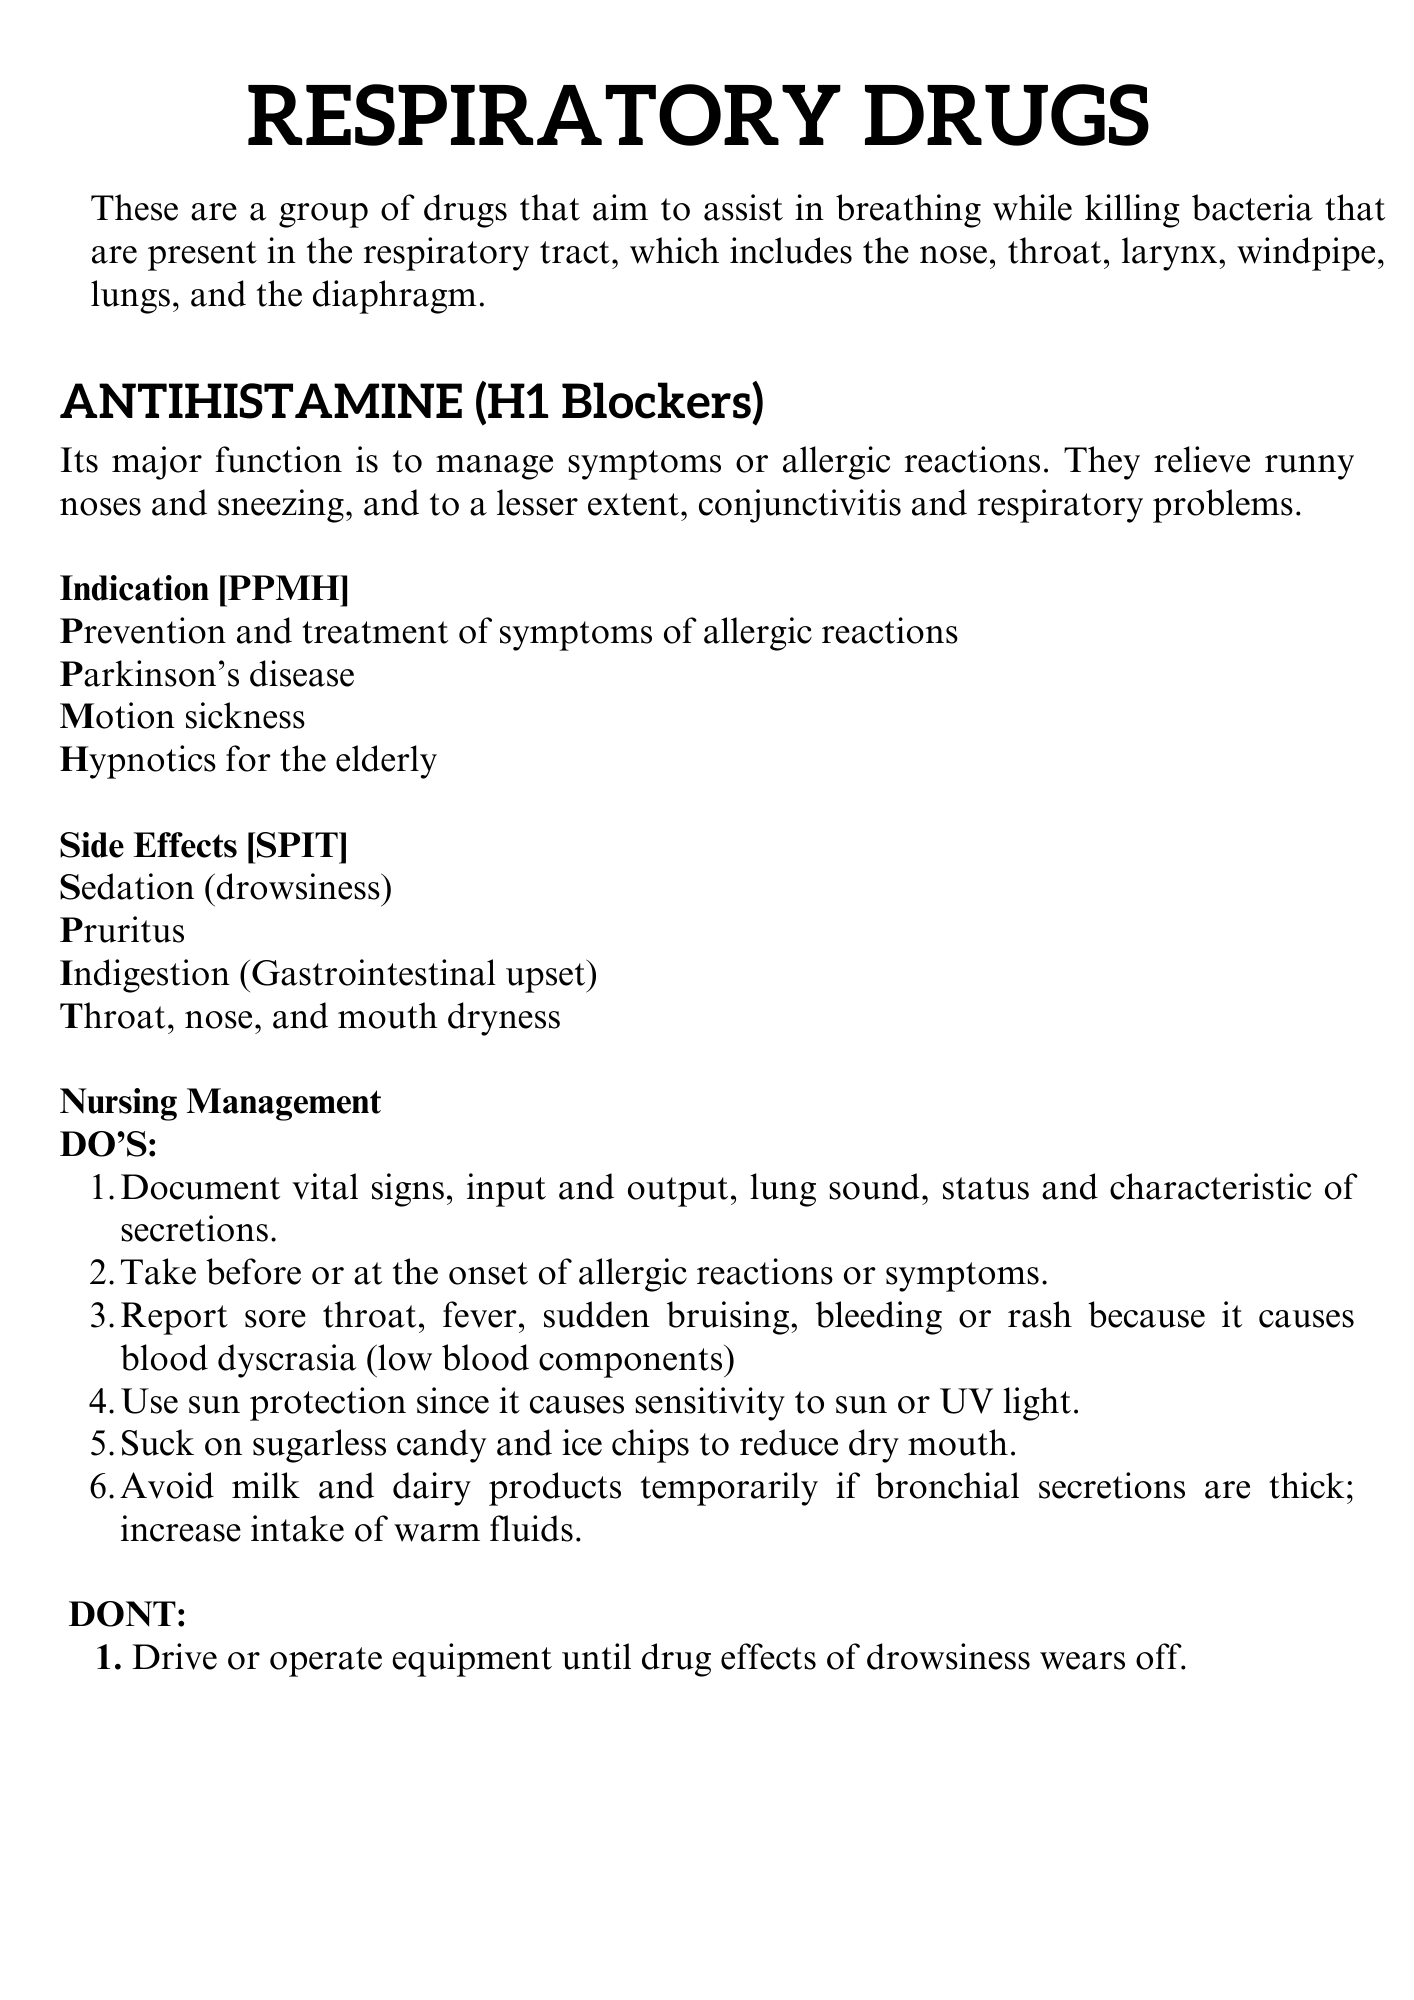 RESPIRATORY DRUGS
These are a group of drugs that aim to assist in breathing while killing bacteria that
are present in the respiratory tract, which includes the nose, throat, larynx, windpipe,
lungs, and the diaphragm.
ANTIHISTAMINE (H1 Blockers)
Its major function is to manage symptoms or allergic reactions. They relieve runny
noses and sneezing, and to a lesser extent, conjunctivitis and respiratory problems.
Indication [PPMH]
Prevention and treatment of symptoms of allergic reactions
Parkinson’s disease
Motion sickness
Hypnotics for the elderly
Side Effects [SPIT]
Sedation (drowsiness)
Pruritus
Indigestion (Gastrointestinal upset)
Throat, nose, and mouth dryness
Nursing Management
DO’S:
1. Document vital signs, input and output, lung sound, status and characteristic of
secretions.
2. Take before or at the onset of allergic reactions or symptoms.
3. Report sore throat, fever, sudden bruising, bleeding or rash because it causes
blood dyscrasia (low blood components)
4. Use sun protection since it causes sensitivity to sun or UV light.
5. Suck on sugarless candy and ice chips to reduce dry mouth.
6. Avoid milk and dairy products temporarily if bronchial secretions are thick;
increase intake of warm fluids.
DONT:
1. Drive or operate equipment until drug effects of drowsiness wears off.